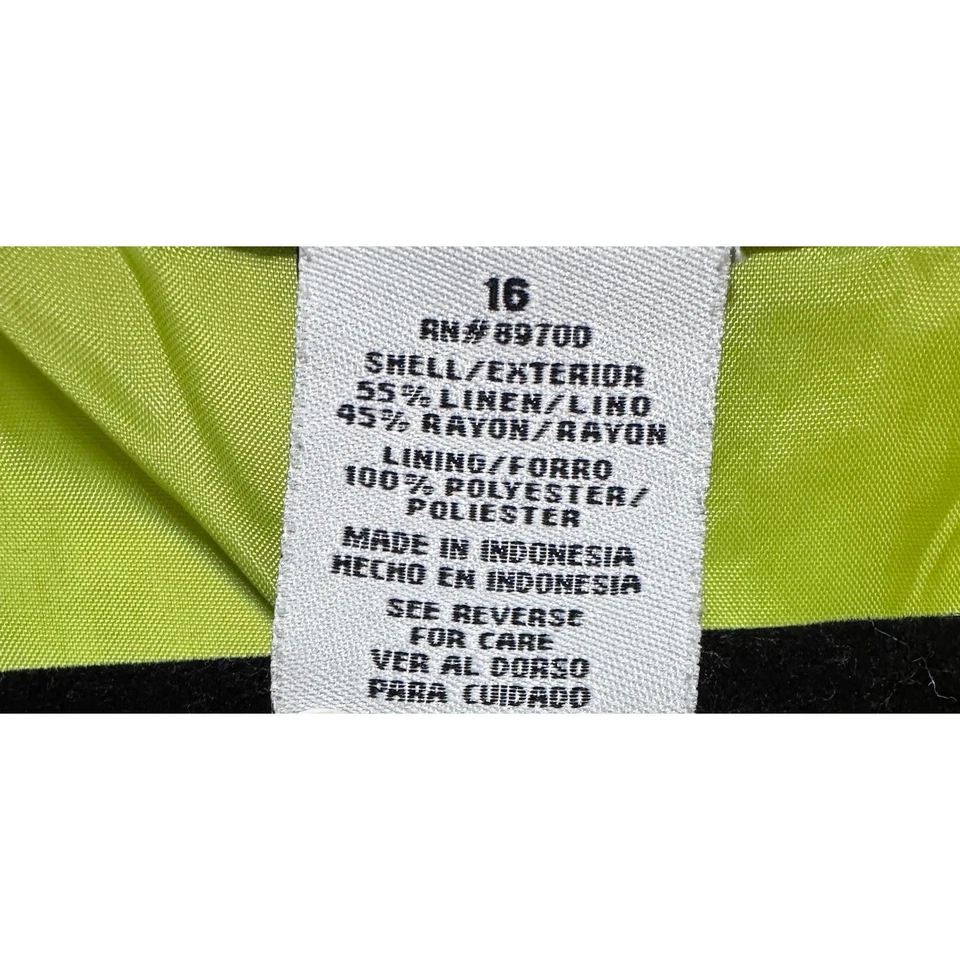 16
RN# 89700
SHELL/EXTERIOR
55% LINEN/LINO
45% RAYON/RAYON
LINING/FORRO
100% POLYESTER/
POLIESTER
MADE IN INDONESIA
HECHO EN INDONESIA
SEE REVERSE
FOR CARE
VER AL DORSO
PARA CUIDADO